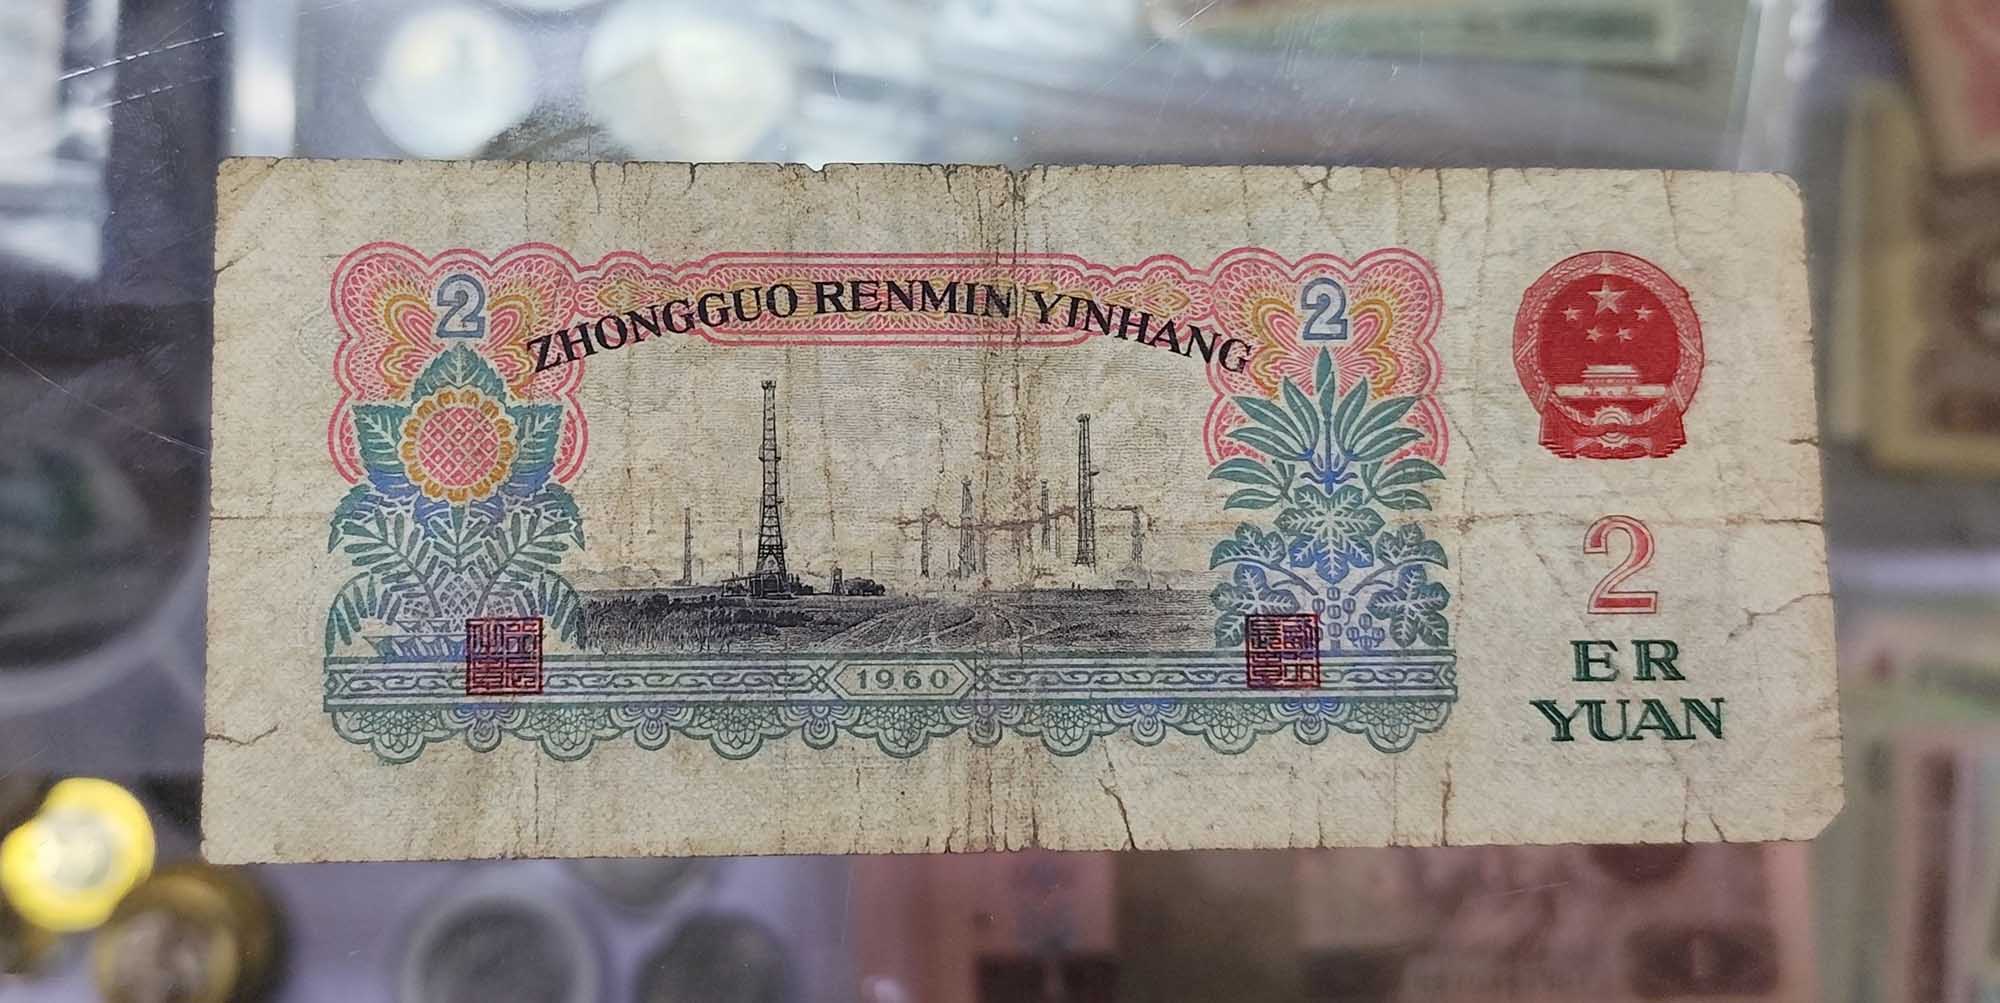 2
2
ZHONGGUO RENMIN YINHANG
2
ER
YUAN
1960